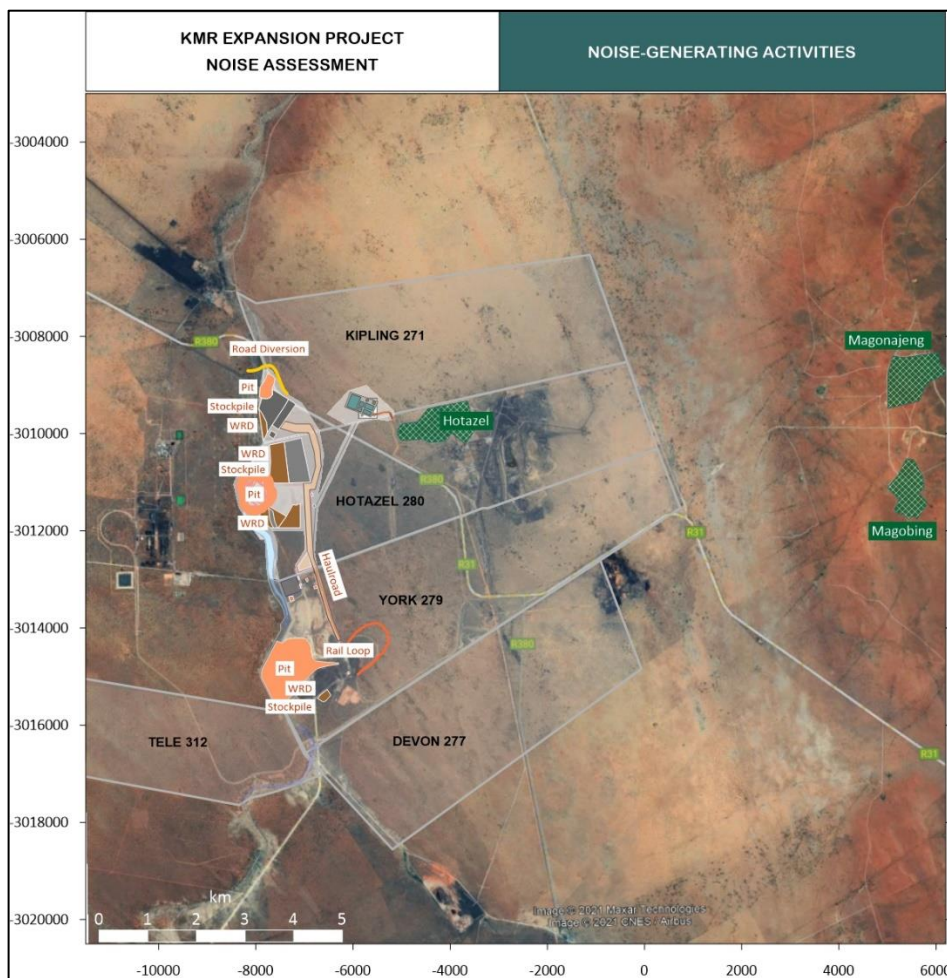 KMR EXPANSION PROJECT
NOISE ASSESSMENT
NOISE-GENERATING ACTIVITIES
-3004000
-3006000
-3008000
-3010000
-3012000
-3014000
-3016000
-3018000
-3020000
KIPLING 271
R380
Road Diversion
Magonajeng
Pit
Stockpile
WRD
Hotazel
WRD
Stockpile
R380
Pit
HOTAZEL 280
WRD
Magobing
R31
R31
Haulroad
YORK 279
Rail Loop
R380
Pit
WRD
Stockpile
TELE 312
DEVON 277
R31
km
0 1 2 3 4 5
Image © 2021 Maxar Technologies
Image © 2021 CNES / Airbus
-10000 -8000 -6000 -4000 -2000 0 2000 4000 6000